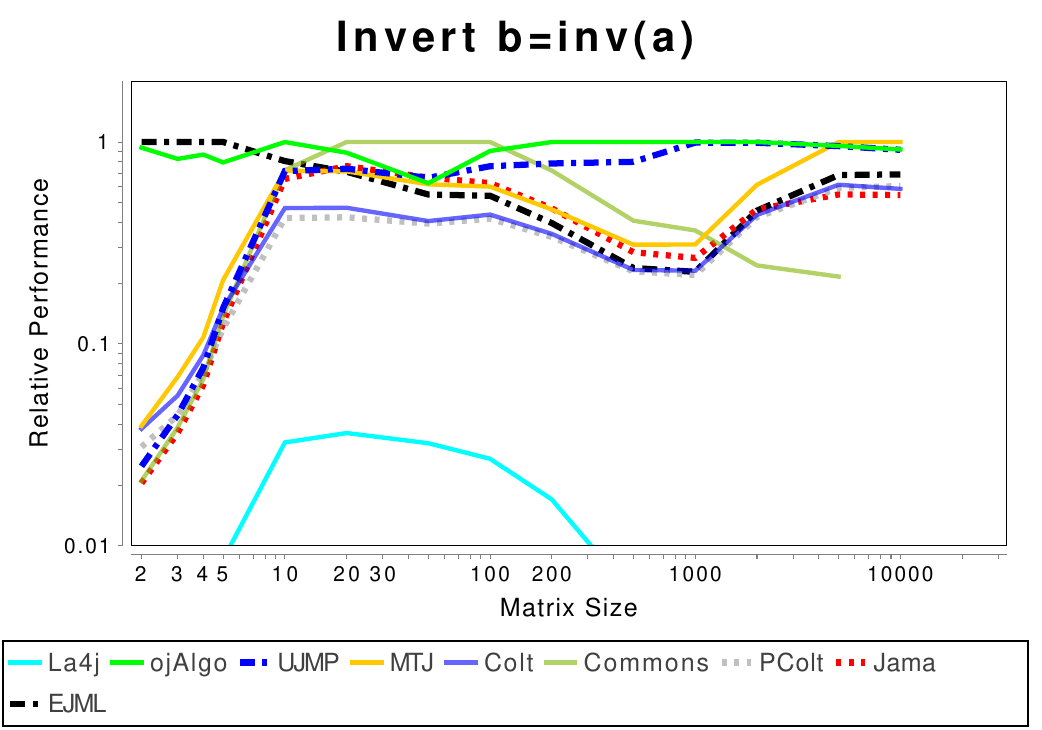 Invert b=inv(a)
1
0.1
0.01
Relative Performance
2 3 4 5 10 20 30 100 200 1000 10000
Matrix Size
La4j ojAlgo UJMP MTJ Colt Commons PColt Jama
EJML